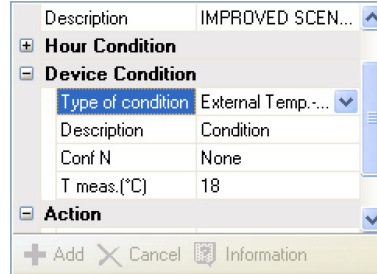 Description IMPROVED SCEN...
Hour Condition
Device Condition
Type of condition External Temp.-...
Description Condition
Conf N None
T meas.(°C) 18
Action
Add Cancel Information